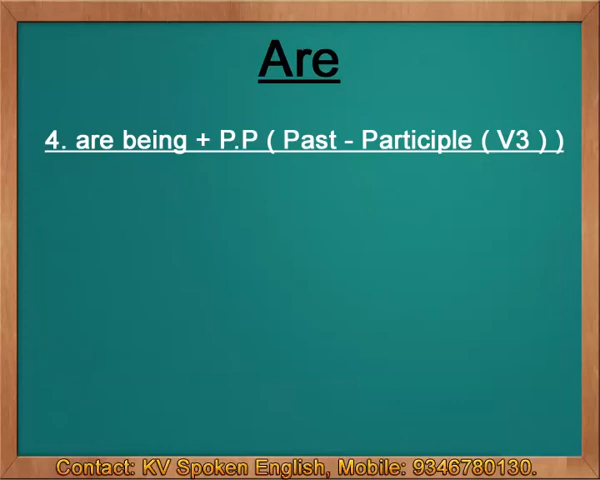 Are
4. are being + P.P ( Past - Participle ( V3 ) )
Contact: KV Spoken English, Mobile: 9346780130.